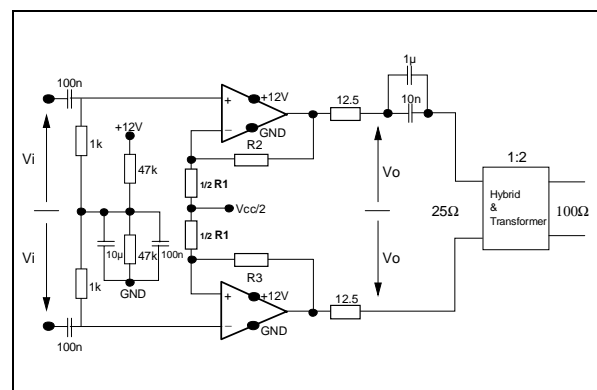 1µ
100n
+12V
12.5
10n
+
−
GND
+12V
R2
1k
47k
1/2 R1
Vi
Vcc/2
Vo
1:2
Hybrid
&
Transformer
25Ω
100Ω
1/2 R1
10µ
47k
100n
Vi
1k
GND
R3
Vo
+
+12V
12.5
−
GND
100n